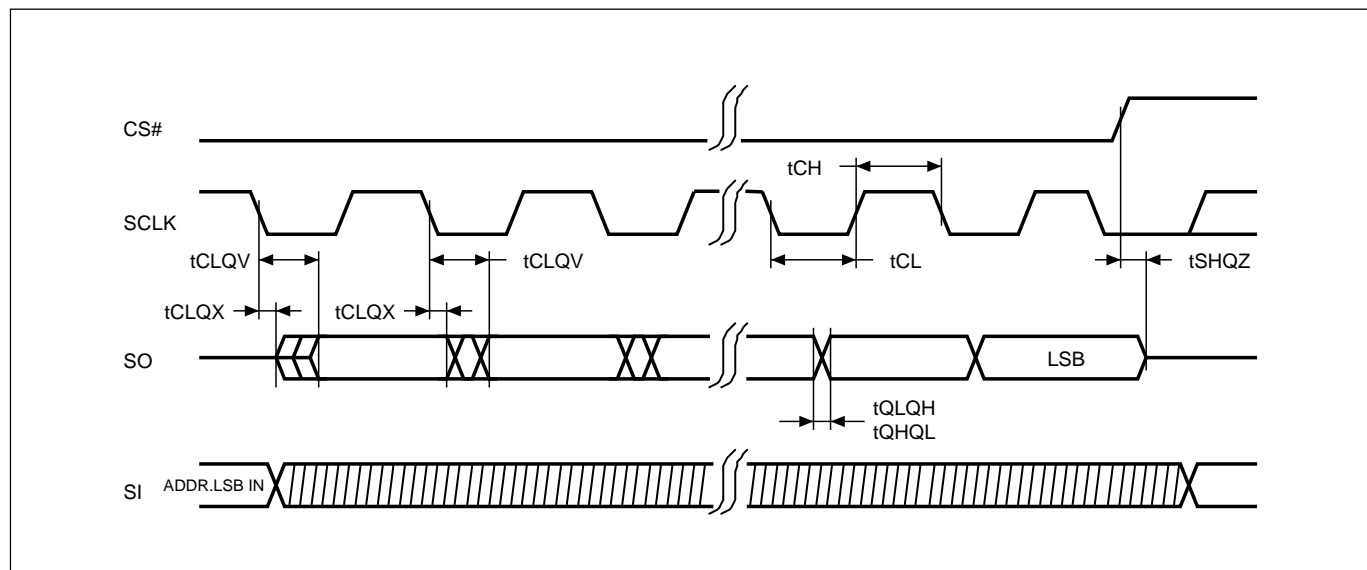 CS#
tCH
SCLK
tCLQV
tCLQV
tCL
tSHQZ
tCLQX
tCLQX
SO
LSB
tQLQH
tQHQL
SI
ADDR.LSB IN